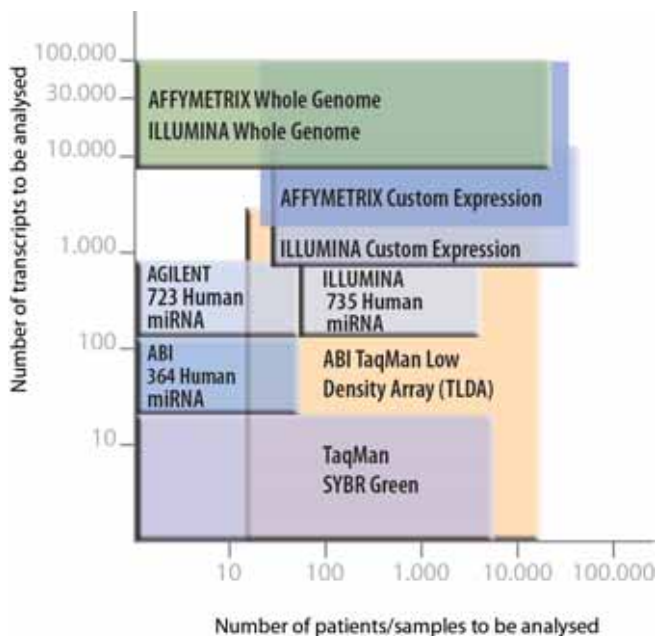 Number of transcripts to be analysed
100.000
30.000
10.000
1.000
100
10
AFFYMETRIX Whole Genome
ILLUMINA Whole Genome
AFFYMETRIX Custom Expression
ILLUMINA Custom Expression
AGILENT
723 Human
miRNA
ILLUMINA
735 Human
miRNA
ABI
364 Human
miRNA
ABI TaqMan Low
Density Array (TLDA)
TaqMan
SYBR Green
10
100
1.000
10.000
100.000
Number of patients/samples to be analysed